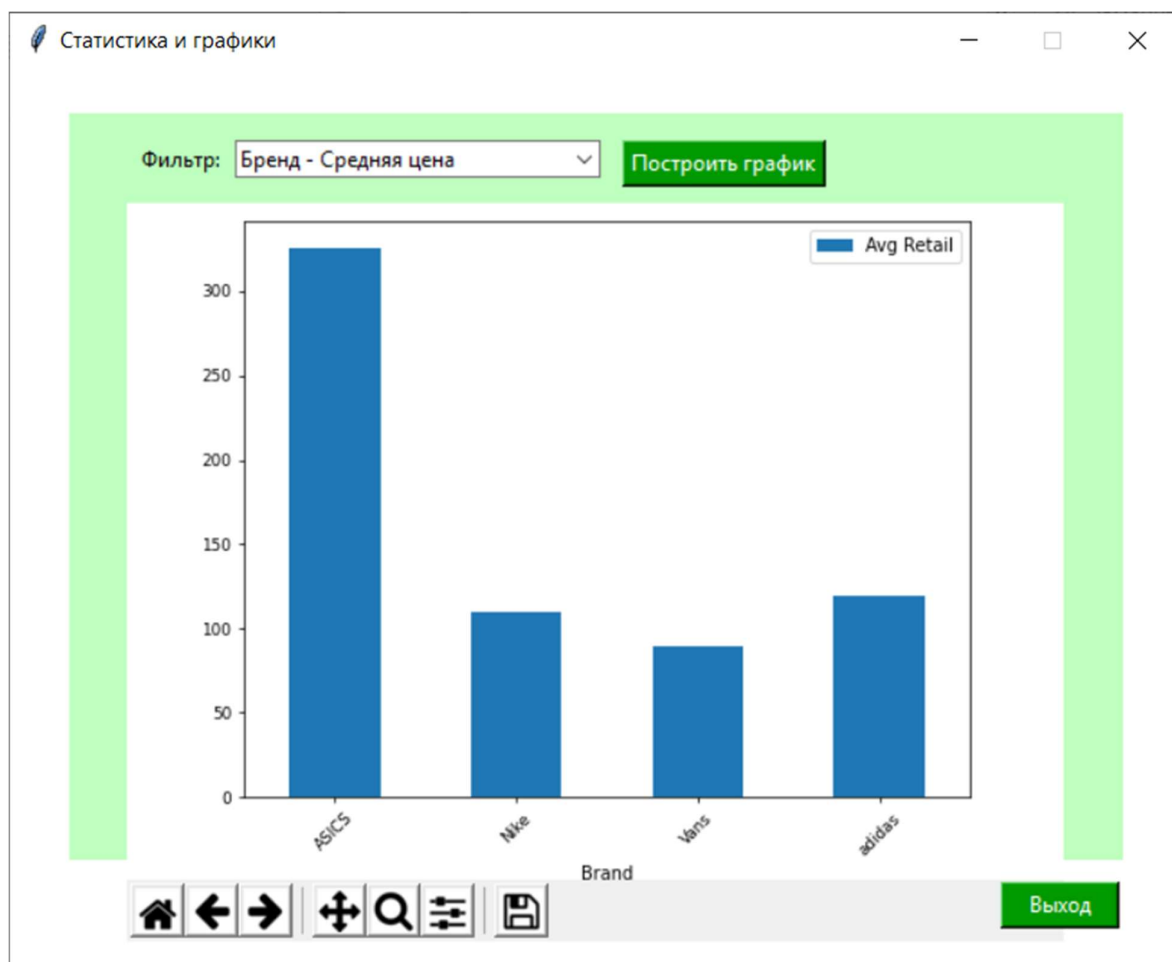 Статистика и графики
Фильтр: Бренд - Средняя цена Построить график
Avg Retail
300
250
200
150
100
50
0
ASICS Nike Vans adidas
Brand
Выход